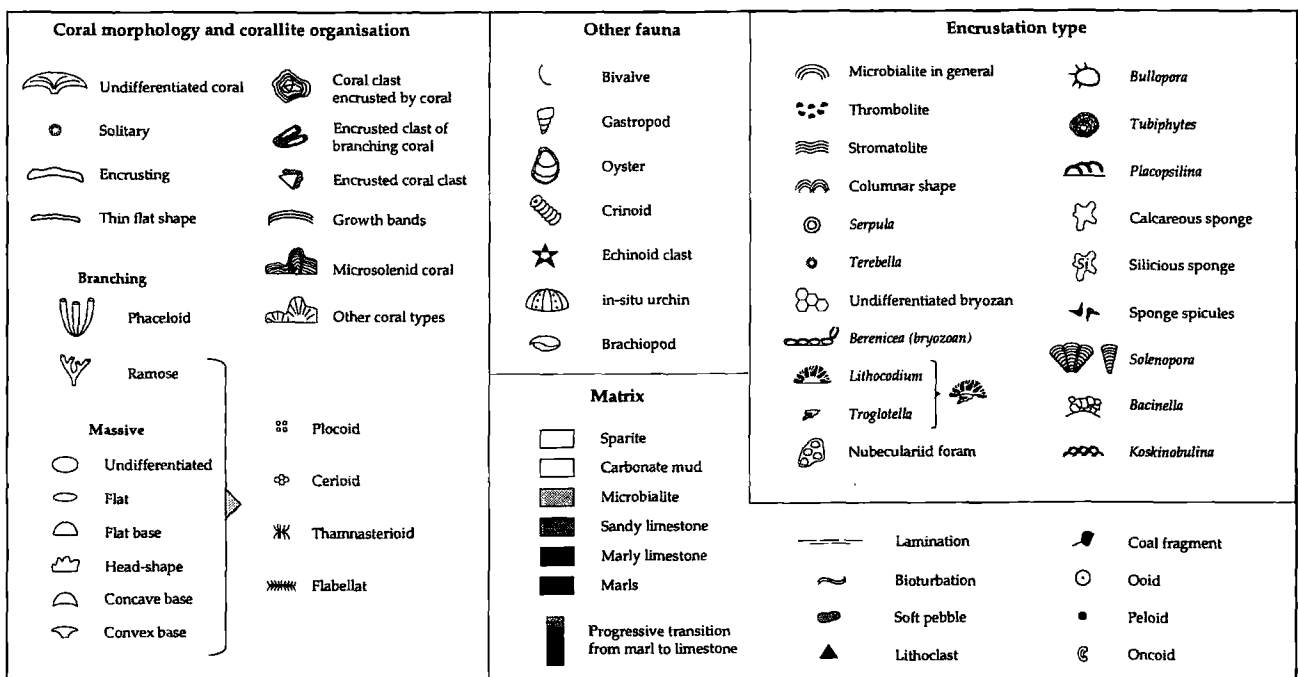 Coral morphology and corallite organisation
Undifferentiated coral
Solitary
Encrusting
Thin flat shape
Coral clast
encrusted by coral
Encrusted clast of
branching coral
Encrusted coral clast
Growth bands
Microsolenid coral
Other coral types
Branching
Phaceloid
Ramose
Massive
Undifferentiated
Flat
Flat base
Head-shape
Concave base
Convex base
Plocoid
Cerioid
Thamnasterioid
Flabellat
Other fauna
Bivalve
Gastropod
Oyster
Crinoid
Echinoid clast
in-situ urchin
Brachiopod
Matrix
Sparite
Carbonate mud
Microbialite
Sandy limestone
Marly limestone
Marls
Progressive transition
from marl to limestone
Encrustation type
Microbialite in general
Thrombolite
Stromatolite
Columnar shape
Serpula
Terebella
Undifferentiated bryozan
Berenicea (bryozoan)
Lithocodium
Troglotella
Nubeculariid foram
Bullopora
Tubiphytes
Placopsilina
Calcareous sponge
Si
Silicious sponge
Sponge spicules
Solenopora
Bacinella
Koskinobulina
Lamination
Bioturbation
Soft pebble
Lithoclast
Coal fragment
Ooid
Peloid
Oncoid